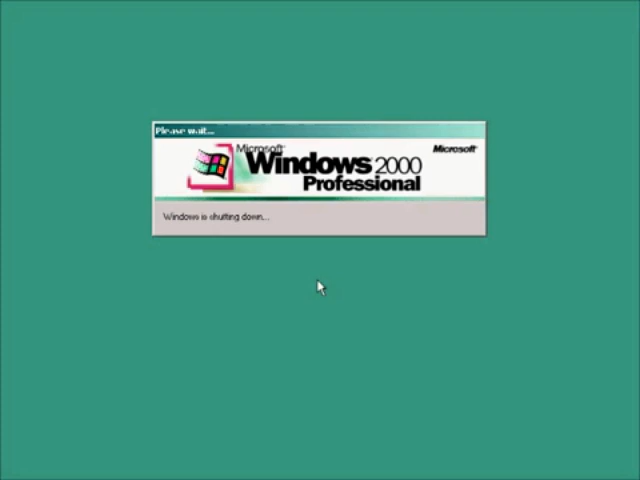 Please wait...
Microsoft®
Microsoft®
Windows 2000
Professional
Windows is shutting down...